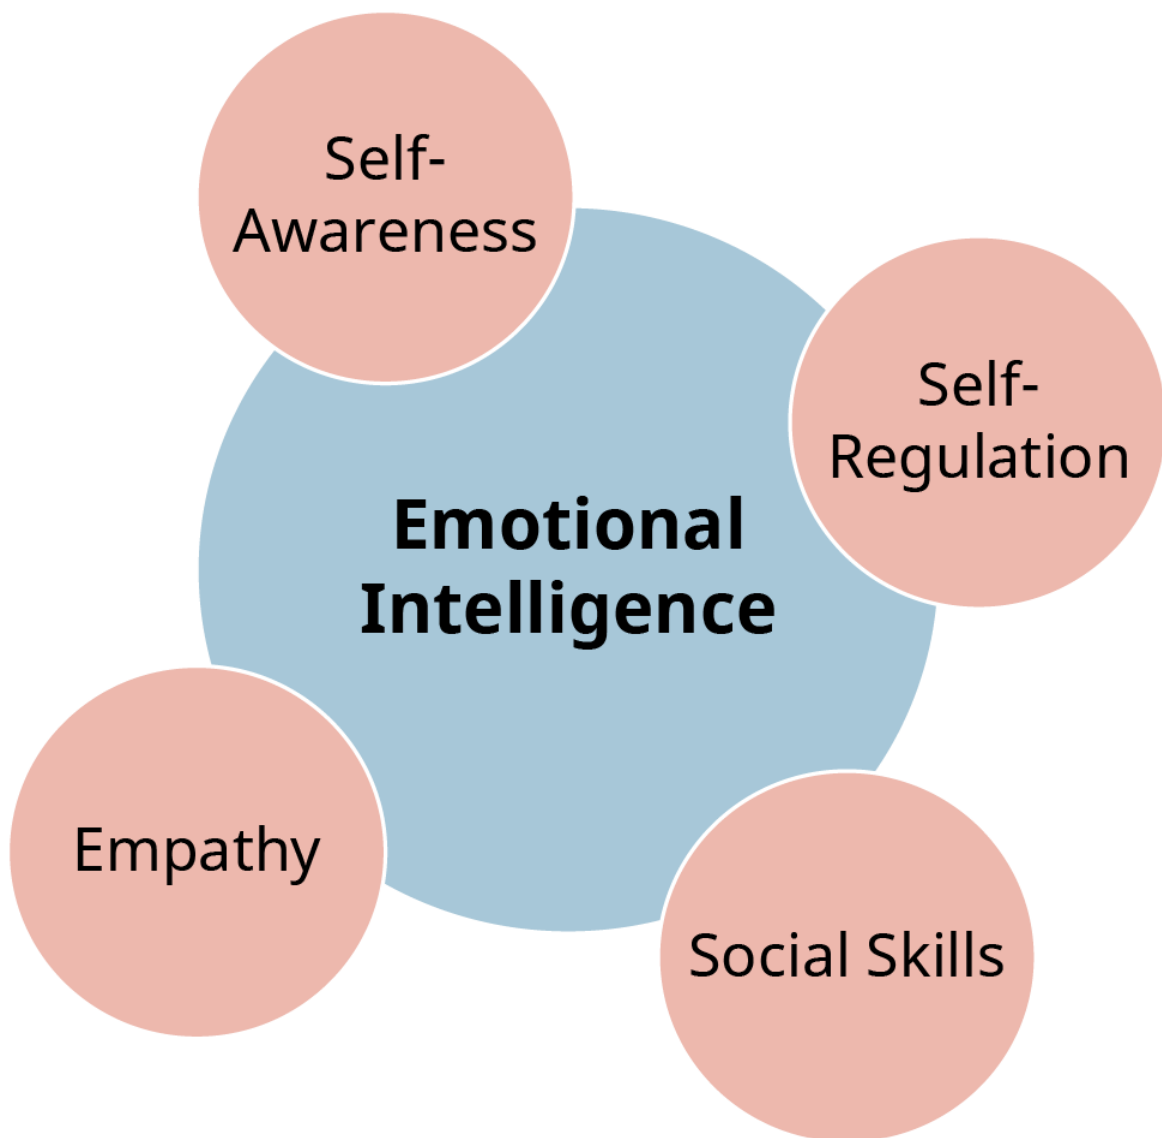 Self-
Awareness
Self-
Regulation
Emotional
Intelligence
Empathy
Social Skills